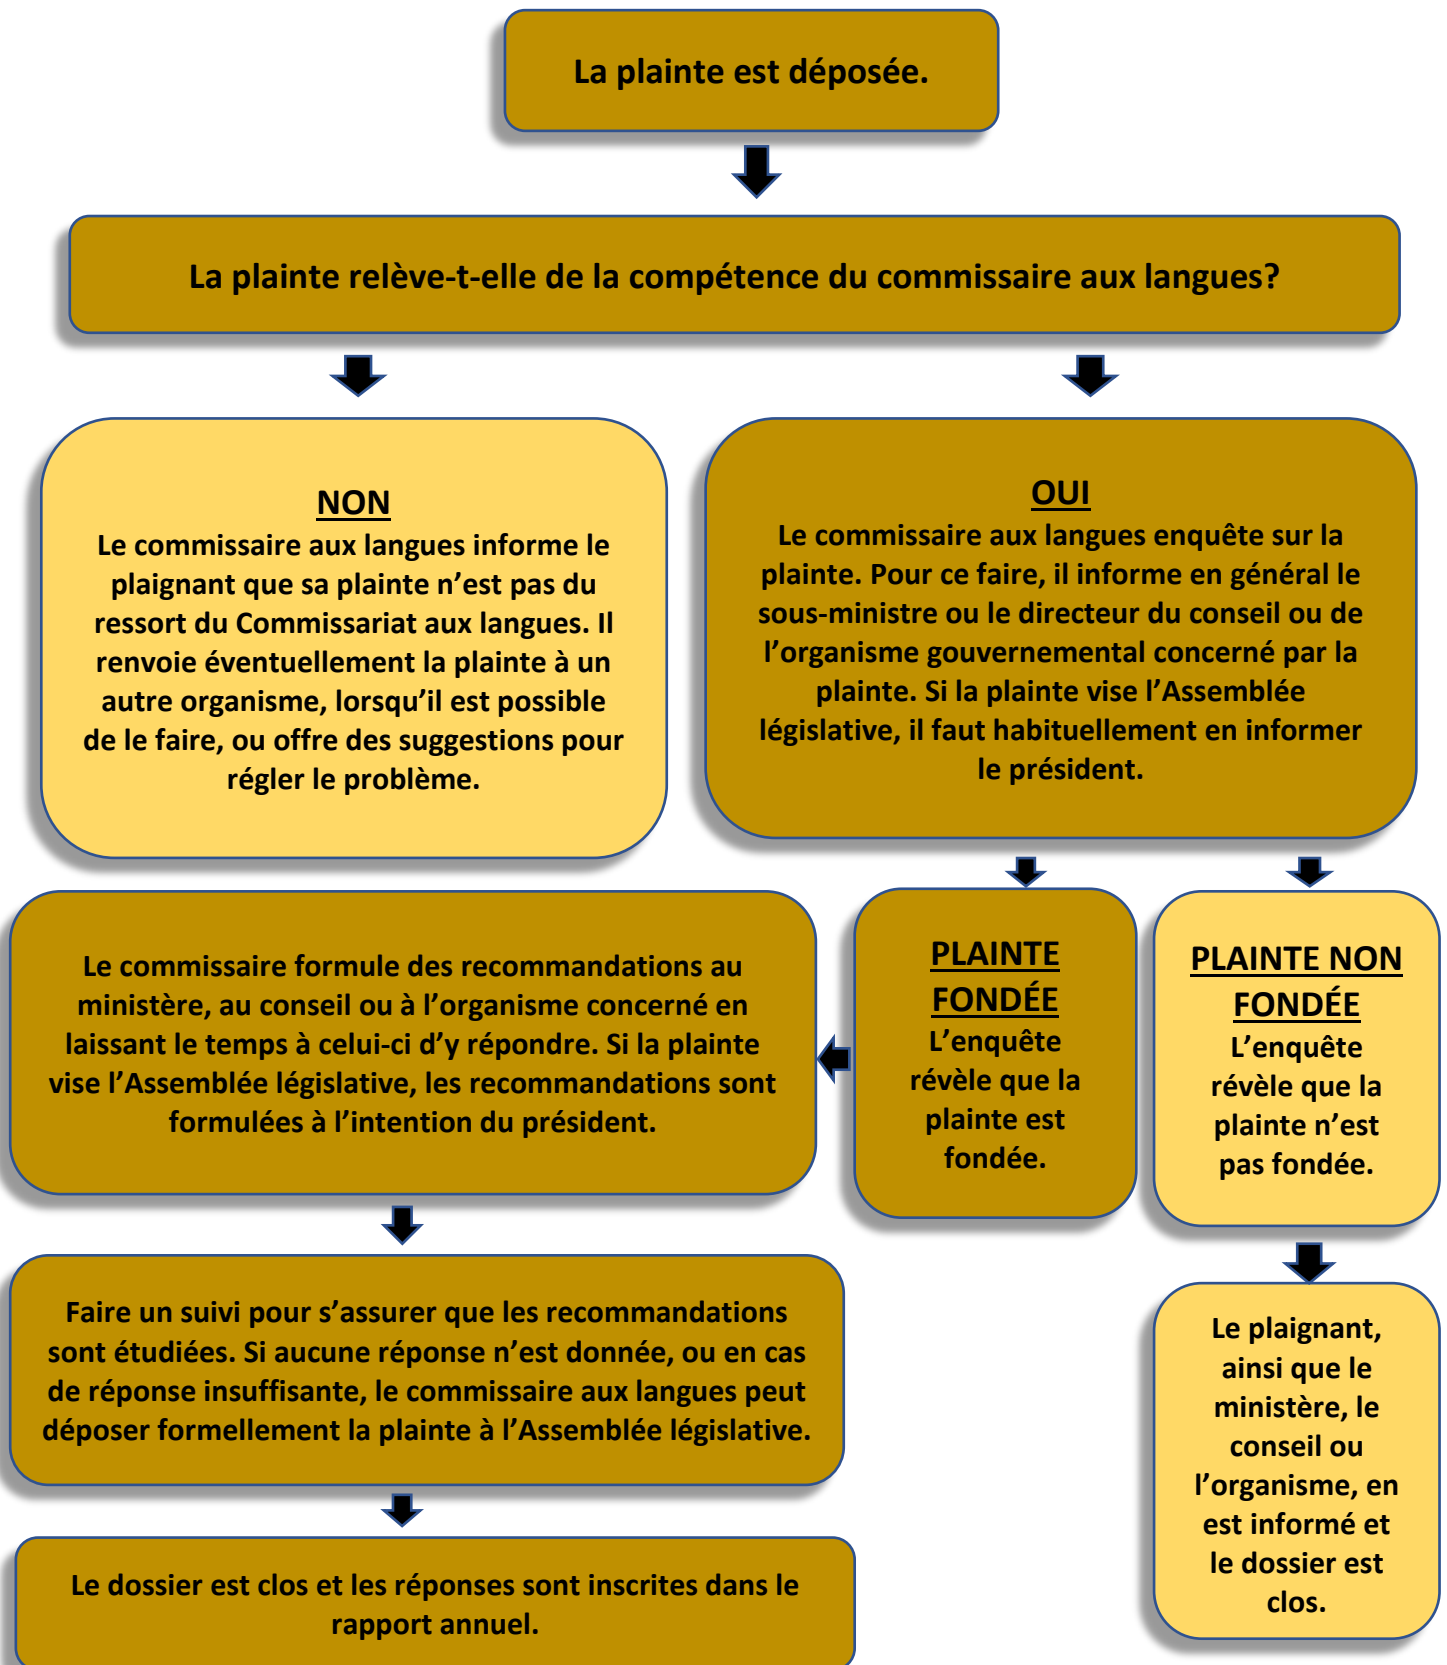 La plainte est déposée.
La plainte relève-t-elle de la compétence du commissaire aux langues?
NON
Le commissaire aux langues informe le
plaignant que sa plainte n’est pas du
ressort du Commissariat aux langues. Il
renvoie éventuellement la plainte à un
autre organisme, lorsqu’il est possible
de le faire, ou offre des suggestions pour
régler le problème.
OUI
Le commissaire aux langues enquête sur la
plainte. Pour ce faire, il informe en général le
sous-ministre ou le directeur du conseil ou de
l’organisme gouvernemental concerné par la
plainte. Si la plainte vise l’Assemblée
législative, il faut habituellement en informer
le président.
PLAINTE
FONDÉE
L’enquête
révèle que la
plainte est
fondée.
PLAINTE NON
FONDÉE
L’enquête
révèle que la
plainte n’est
pas fondée.
Le commissaire formule des recommandations au
ministère, au conseil ou à l’organisme concerné en
laissant le temps à celui-ci d’y répondre. Si la plainte
vise l’Assemblée législative, les recommandations sont
formulées à l’intention du président.
Faire un suivi pour s’assurer que les recommandations
sont étudiées. Si aucune réponse n’est donnée, ou en cas
de réponse insuffisante, le commissaire aux langues peut
déposer formellement la plainte à l’Assemblée législative.
Le dossier est clos et les réponses sont inscrites dans le
rapport annuel.
Le plaignant,
ainsi que le
ministère, le
conseil ou
l’organisme, en
est informé et
le dossier est
clos.